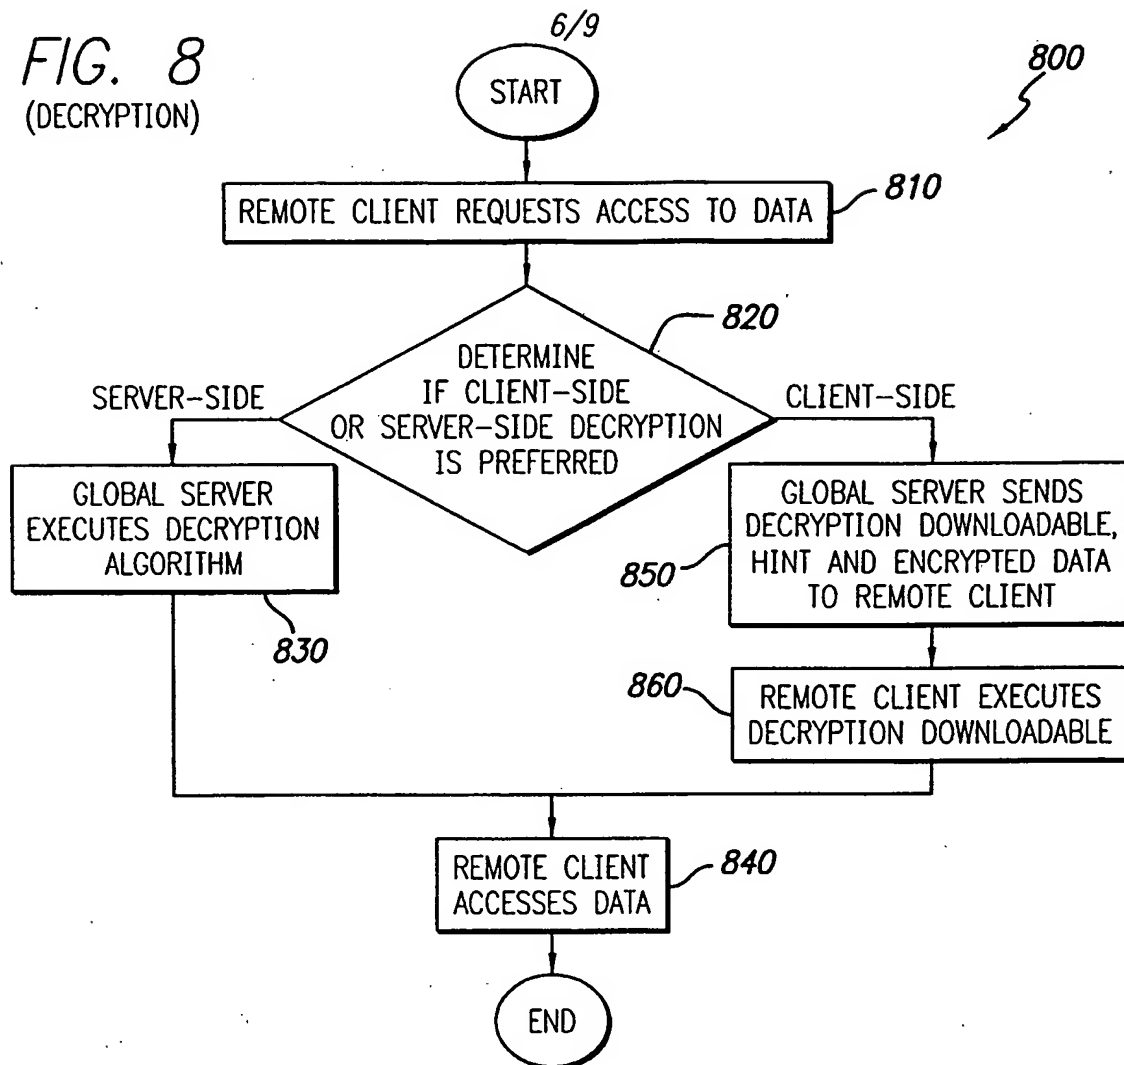 6/9
FIG. 8
(DECRYPTION)
START
800
REMOTE CLIENT REQUESTS ACCESS TO DATA
810
820
DETERMINE
IF CLIENT-SIDE
OR SERVER-SIDE DECRYPTION
IS PREFERRED
SERVER-SIDE
CLIENT-SIDE
GLOBAL SERVER
EXECUTES DECRYPTION
ALGORITHM
830
GLOBAL SERVER SENDS
DECRYPTION DOWNLOADABLE,
HINT AND ENCRYPTED DATA
TO REMOTE CLIENT
850
860
REMOTE CLIENT EXECUTES
DECRYPTION DOWNLOADABLE
REMOTE CLIENT
ACCESSES DATA
840
END